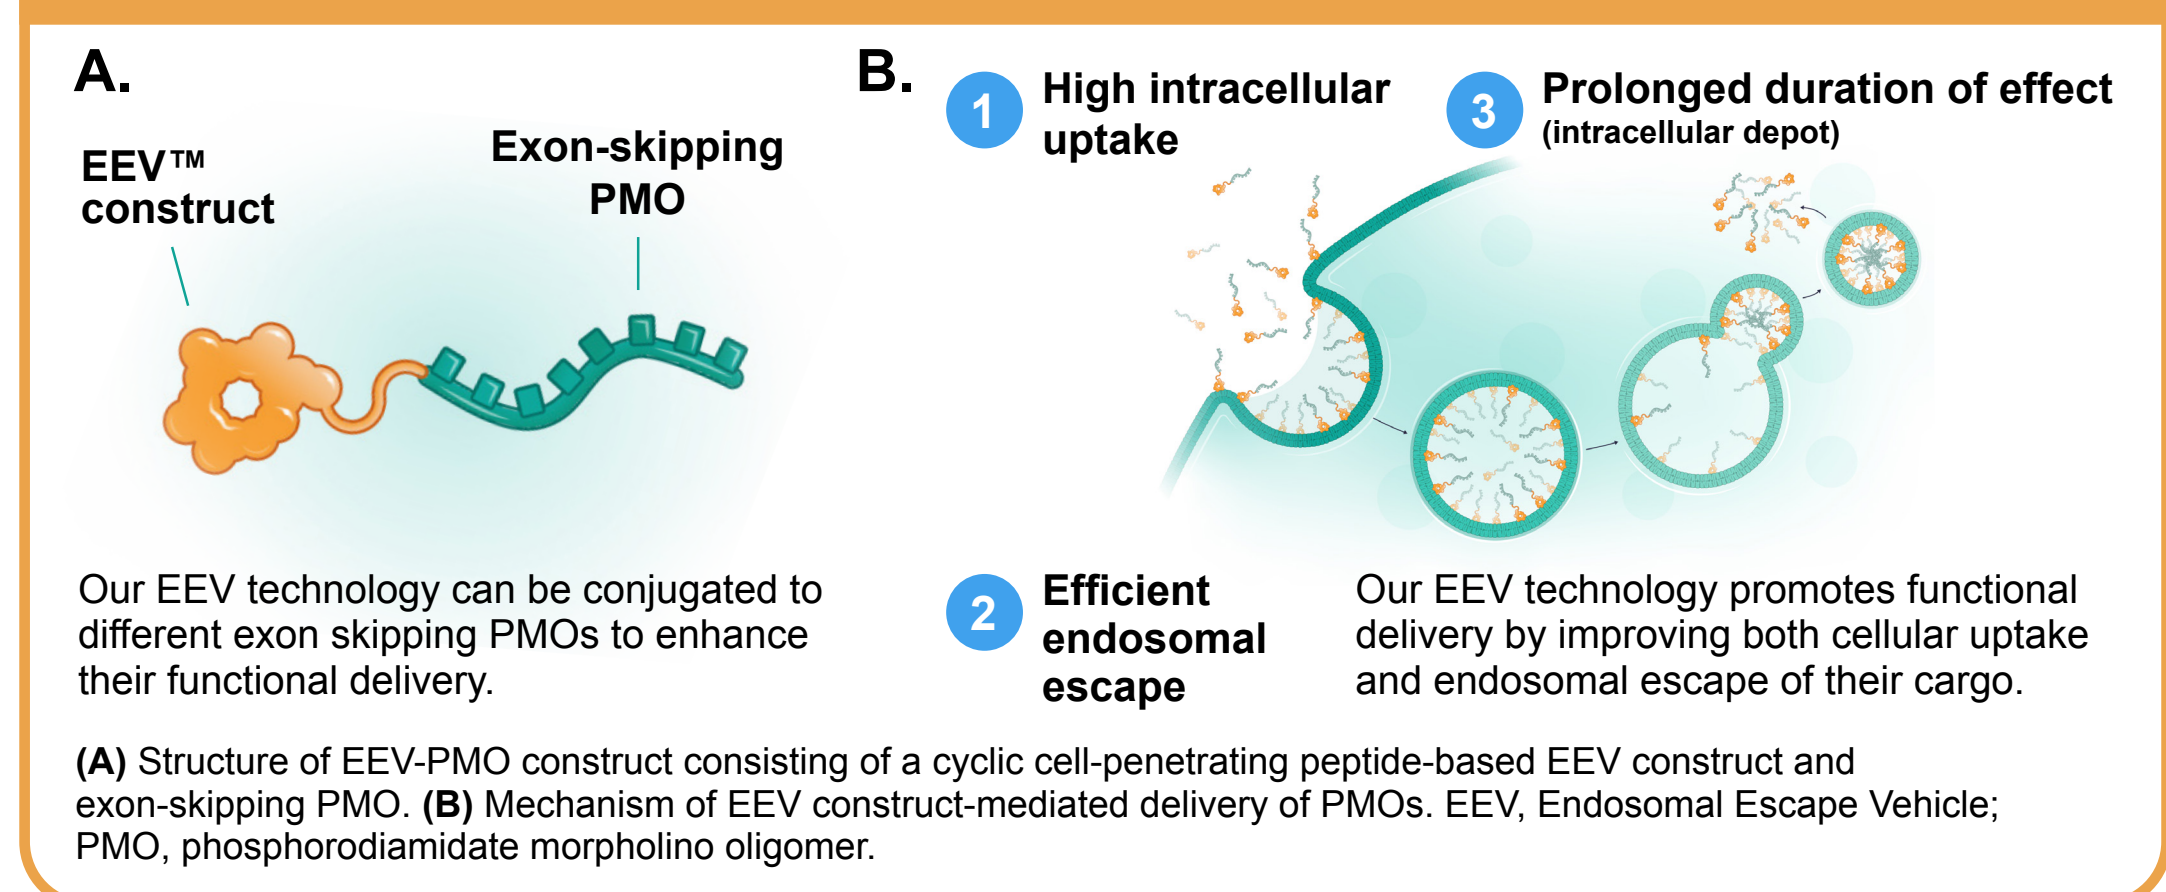 A.
EEV™
construct
Exon-skipping
PMO
Our EEV technology can be conjugated to
different exon skipping PMOs to enhance
their functional delivery.
B.
1
High intracellular
uptake
3
Prolonged duration of effect
(intracellular depot)
2
Efficient
endosomal
escape
Our EEV technology promotes functional
delivery by improving both cellular uptake
and endosomal escape of their cargo.
(A) Structure of EEV-PMO construct consisting of a cyclic cell-penetrating peptide-based EEV construct and
exon-skipping PMO. (B) Mechanism of EEV construct-mediated delivery of PMOs. EEV, Endosomal Escape Vehicle;
PMO, phosphorodiamidate morpholino oligomer.